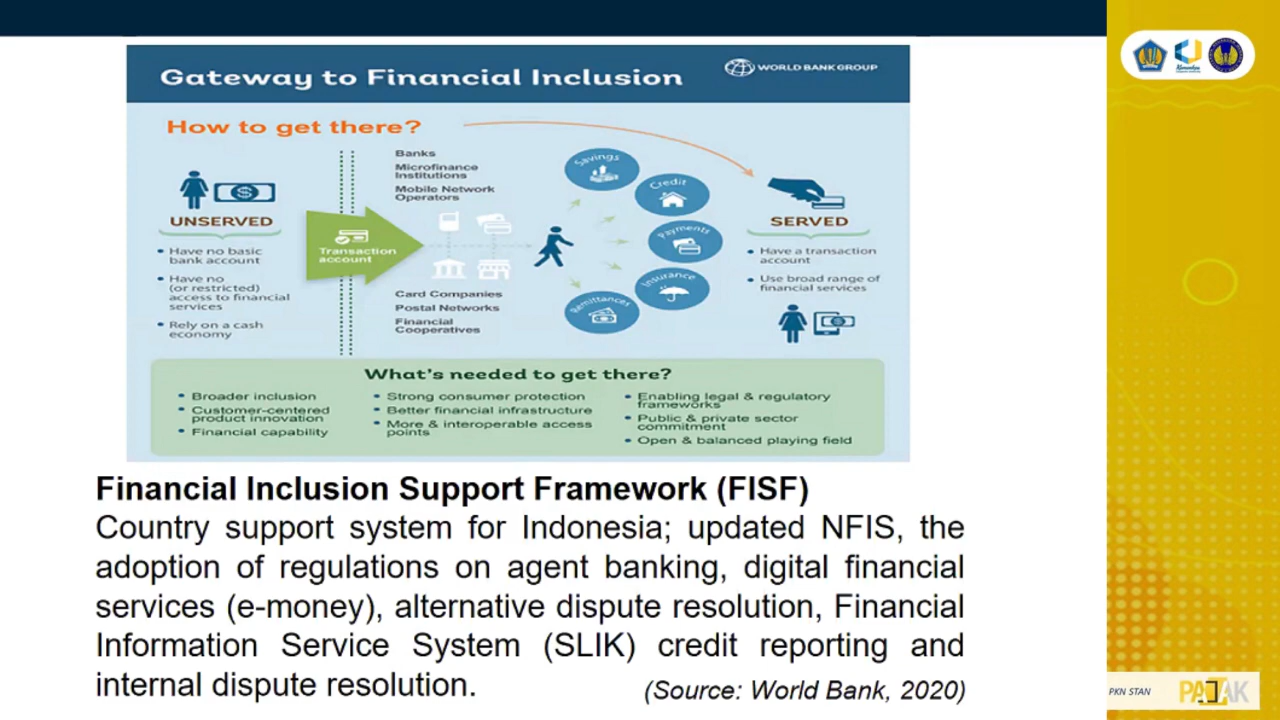 Gateway to Financial Inclusion
WORLD BANK GROUP
How to get there?
UNSERVED
Have no basic
bank account
Have no
(or restricted)
access to financial
services
Rely on a cash
economy
Transaction
account
Banks
Microfinance
Institutions
Mobile Network
Operators
Card Companies
Postal Networks
Financial
Cooperatives
Savings
Credit
Payments
Insurance
Remittances
SERVED
Have a transaction
account
Use broad range of
financial services
What's needed to get there?
Broader inclusion
Customer-centered
product innovation
Financial capability
Strong consumer protection
Better financial infrastructure
More & interoperable access
points
Enabling legal & regulatory
frameworks
Public & private sector
commitment
Open & balanced playing field
Financial Inclusion Support Framework (FISF)
Country support system for Indonesia; updated NFIS, the
adoption of regulations on agent banking, digital financial
services (e-money), alternative dispute resolution, Financial
Information Service System (SLIK) credit reporting and
internal dispute resolution.
(Source: World Bank, 2020)
PKN STAN